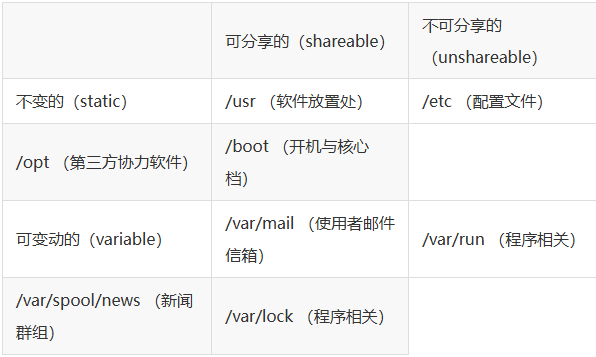 可分享的（shareable）
不可分享的
（unshareable）
不变的（static）
/usr （软件放置处）
/etc （配置文件）
/opt （第三方协力软件）
/boot （开机与核心
档）
可变动的（variable）
/var/mail （使用者邮件
信箱）
/var/run （程序相关）
/var/spool/news （新闻
群组）
/var/lock （程序相关）